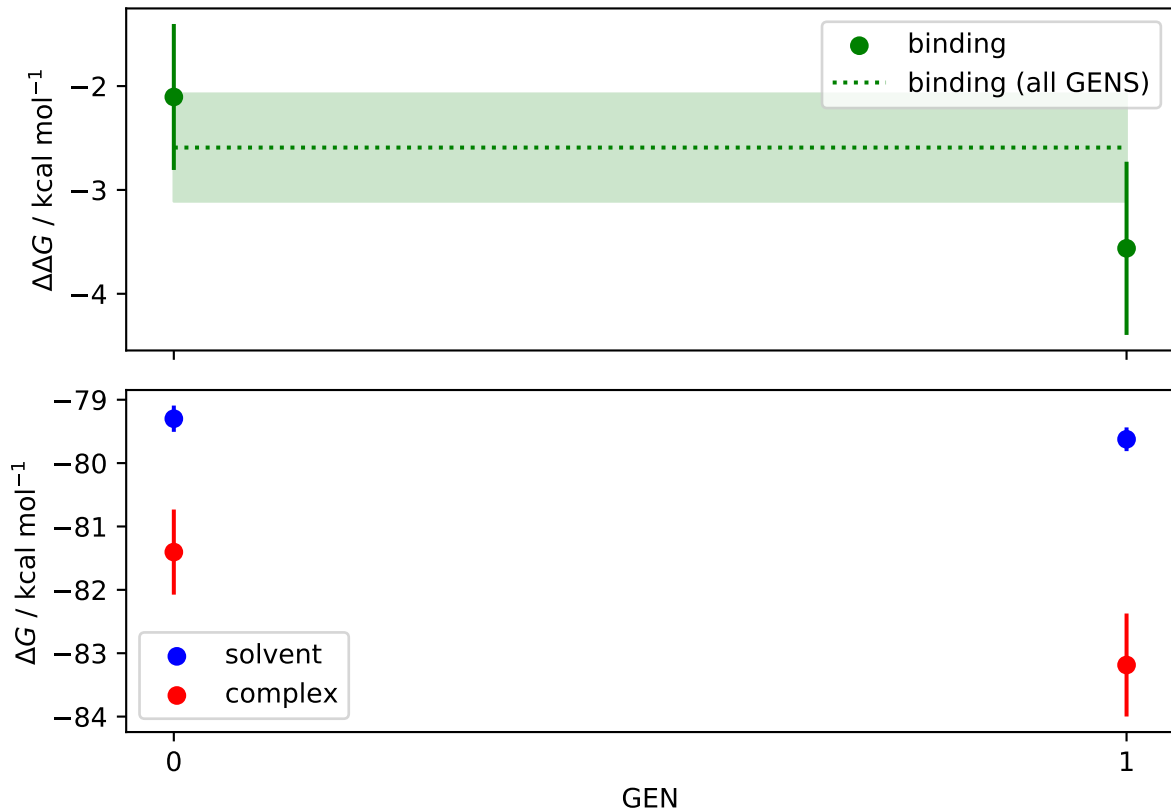 ΔΔG / kcal mol⁻¹
−2
−3
−4
binding
binding (all GENS)
ΔG / kcal mol⁻¹
−79
−80
−81
−82
−83
−84
solvent
complex
0
1
GEN